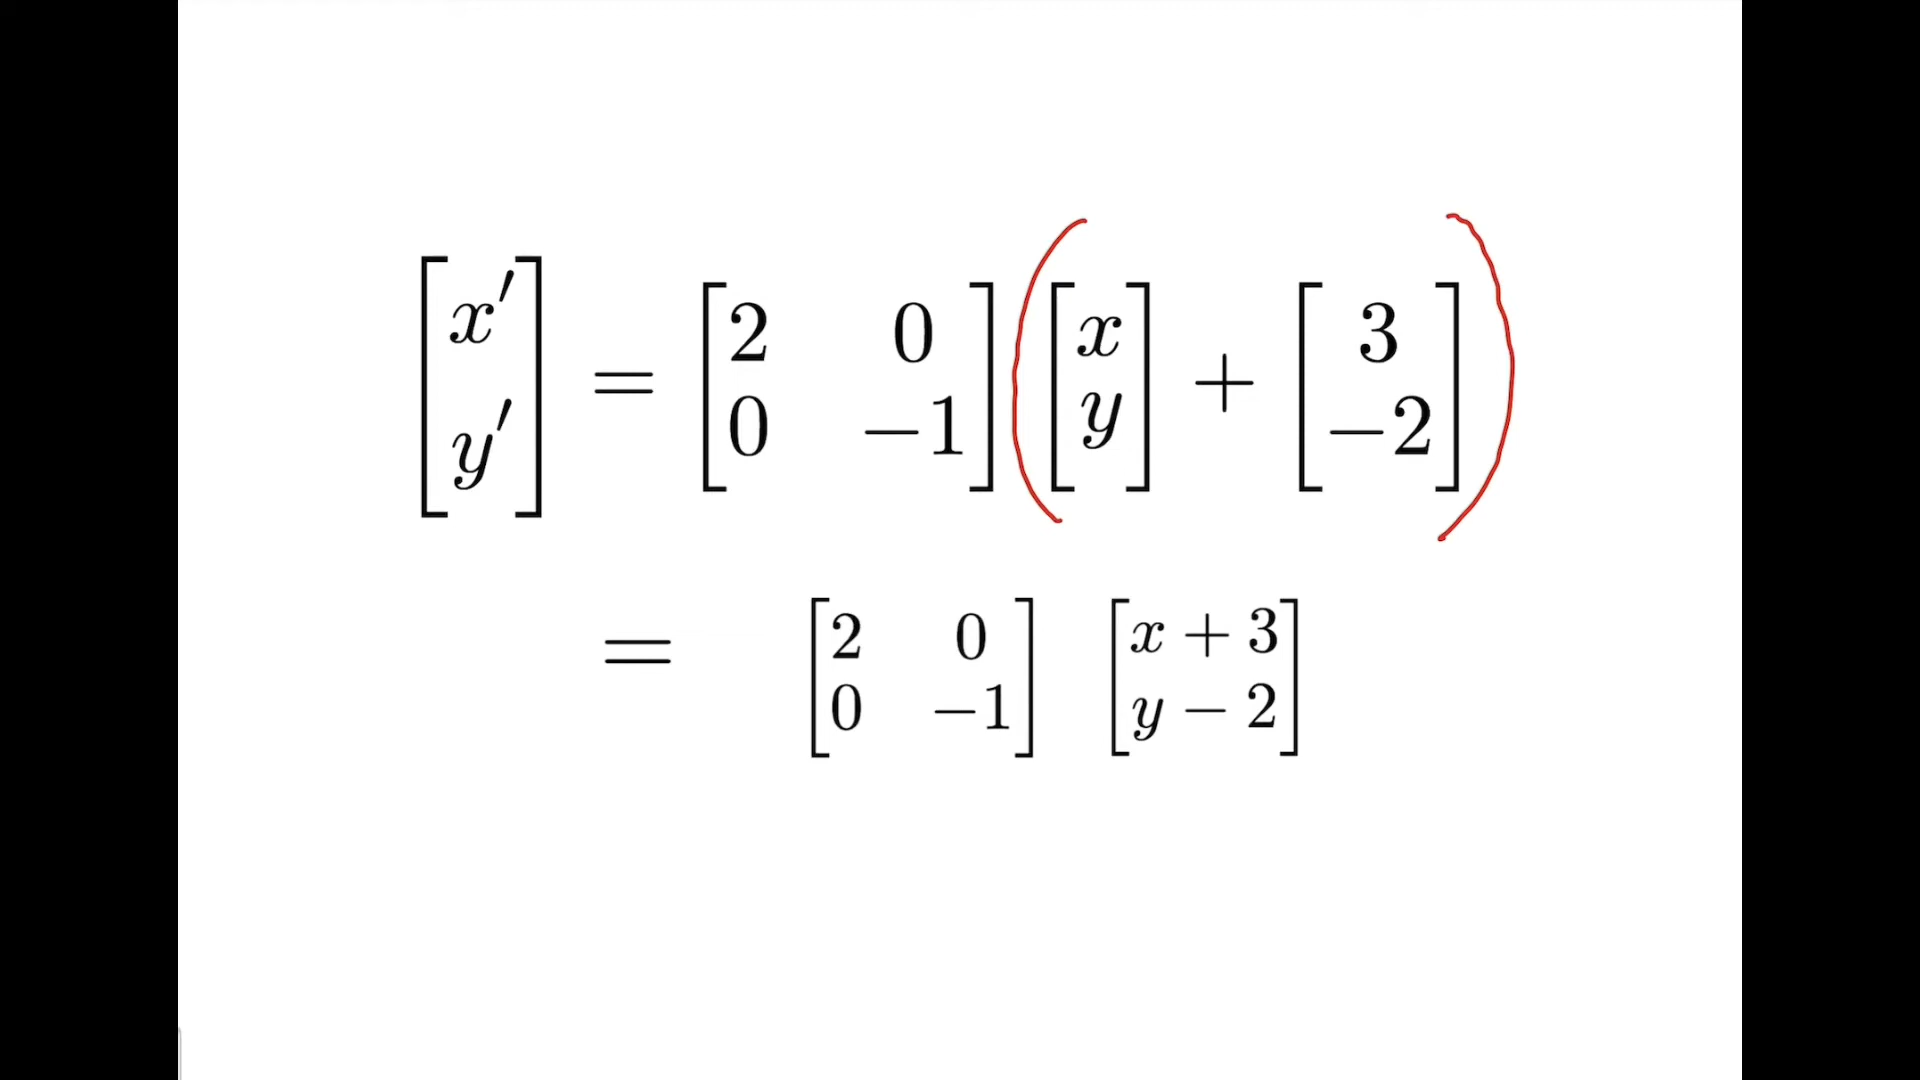 [x′ y′] = [2 0 0 −1] ([x y] + [3 −2])
= [2 0 0 −1] [x + 3 y − 2]